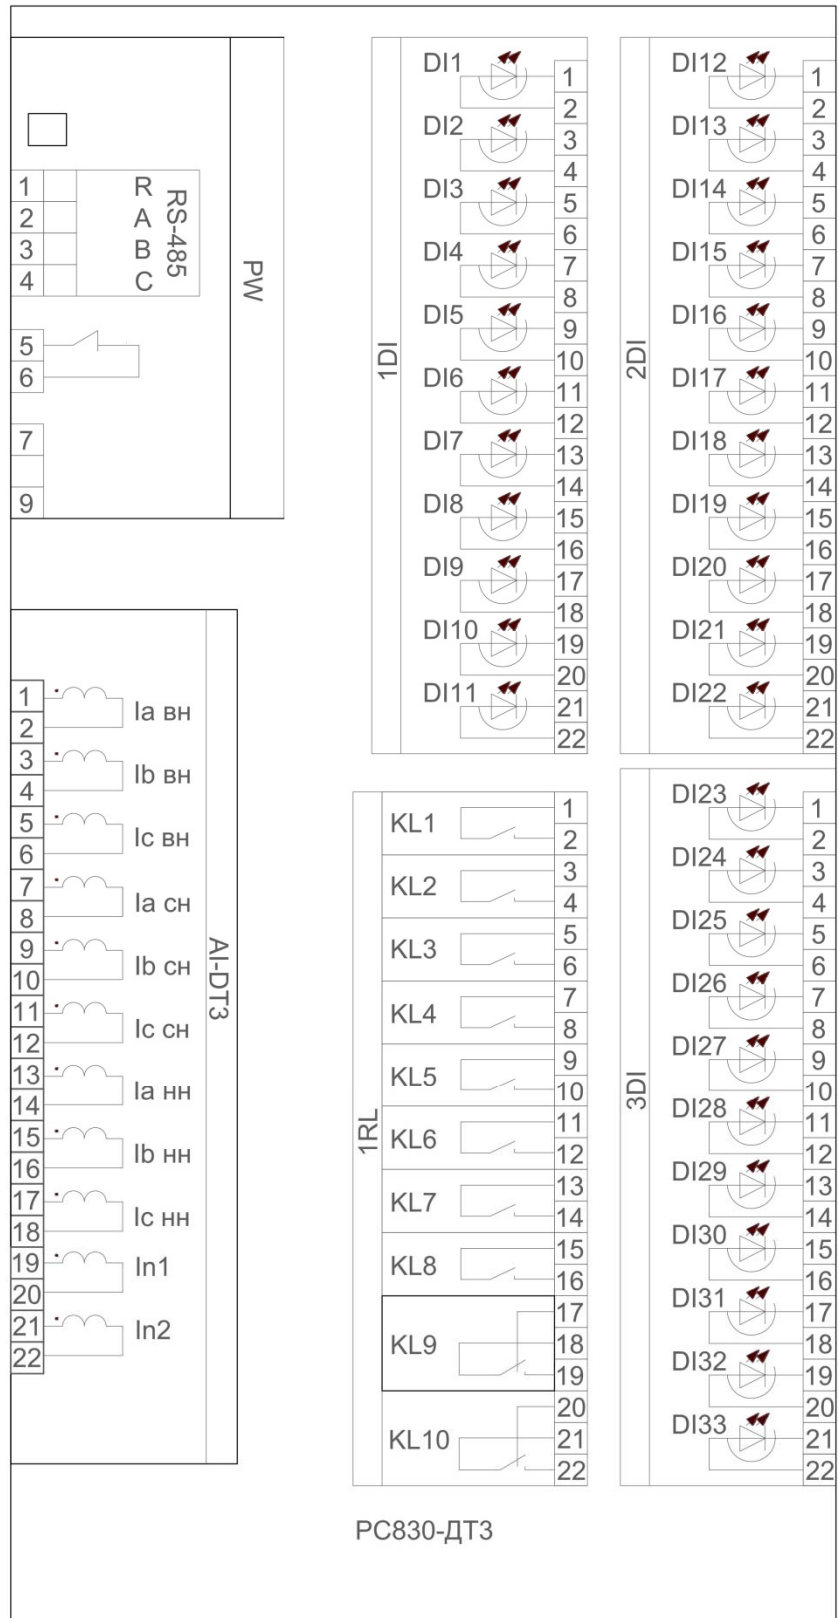 1 R
2 A
3 B
4 C
RS-485
5
6
7
9
PW
1 Ia вн
2
3 Ib вн
4
5 Ic вн
6
7 Ia сн
8
9 Ib сн
10
11 Ic сн
12
13 Ia нн
14
15 Ib нн
16
17 Ic нн
18
19 In1
20
21 In2
22
AI-DT3
1DI
DI1 1
2
DI2 3
4
DI3 5
6
DI4 7
8
DI5 9
10
DI6 11
12
DI7 13
14
DI8 15
16
DI9 17
18
DI10 19
20
DI11 21
22
2DI
DI12 1
2
DI13 3
4
DI14 5
6
DI15 7
8
DI16 9
10
DI17 11
12
DI18 13
14
DI19 15
16
DI20 17
18
DI21 19
20
DI22 21
22
1RL
KL1 1
2
KL2 3
4
KL3 5
6
KL4 7
8
KL5 9
10
KL6 11
12
KL7 13
14
KL8 15
16
17
KL9 18
19
20
KL10 21
22
3DI
DI23 1
2
DI24 3
4
DI25 5
6
DI26 7
8
DI27 9
10
DI28 11
12
DI29 13
14
DI30 15
16
DI31 17
18
DI32 19
20
DI33 21
22
РС830-ДТ3